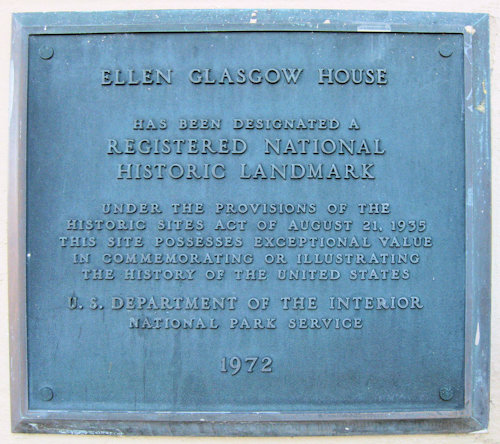 ELLEN GLASGOW HOUSE
HAS BEEN DESIGNATED A
REGISTERED NATIONAL
HISTORIC LANDMARK
UNDER THE PROVISIONS OF THE
HISTORIC SITES ACT OF AUGUST 21, 1935
THIS SITE POSSESSES EXCEPTIONAL VALUE
IN COMMEMORATING OR ILLUSTRATING
THE HISTORY OF THE UNITED STATES
U. S. DEPARTMENT OF THE INTERIOR
NATIONAL PARK SERVICE
1972